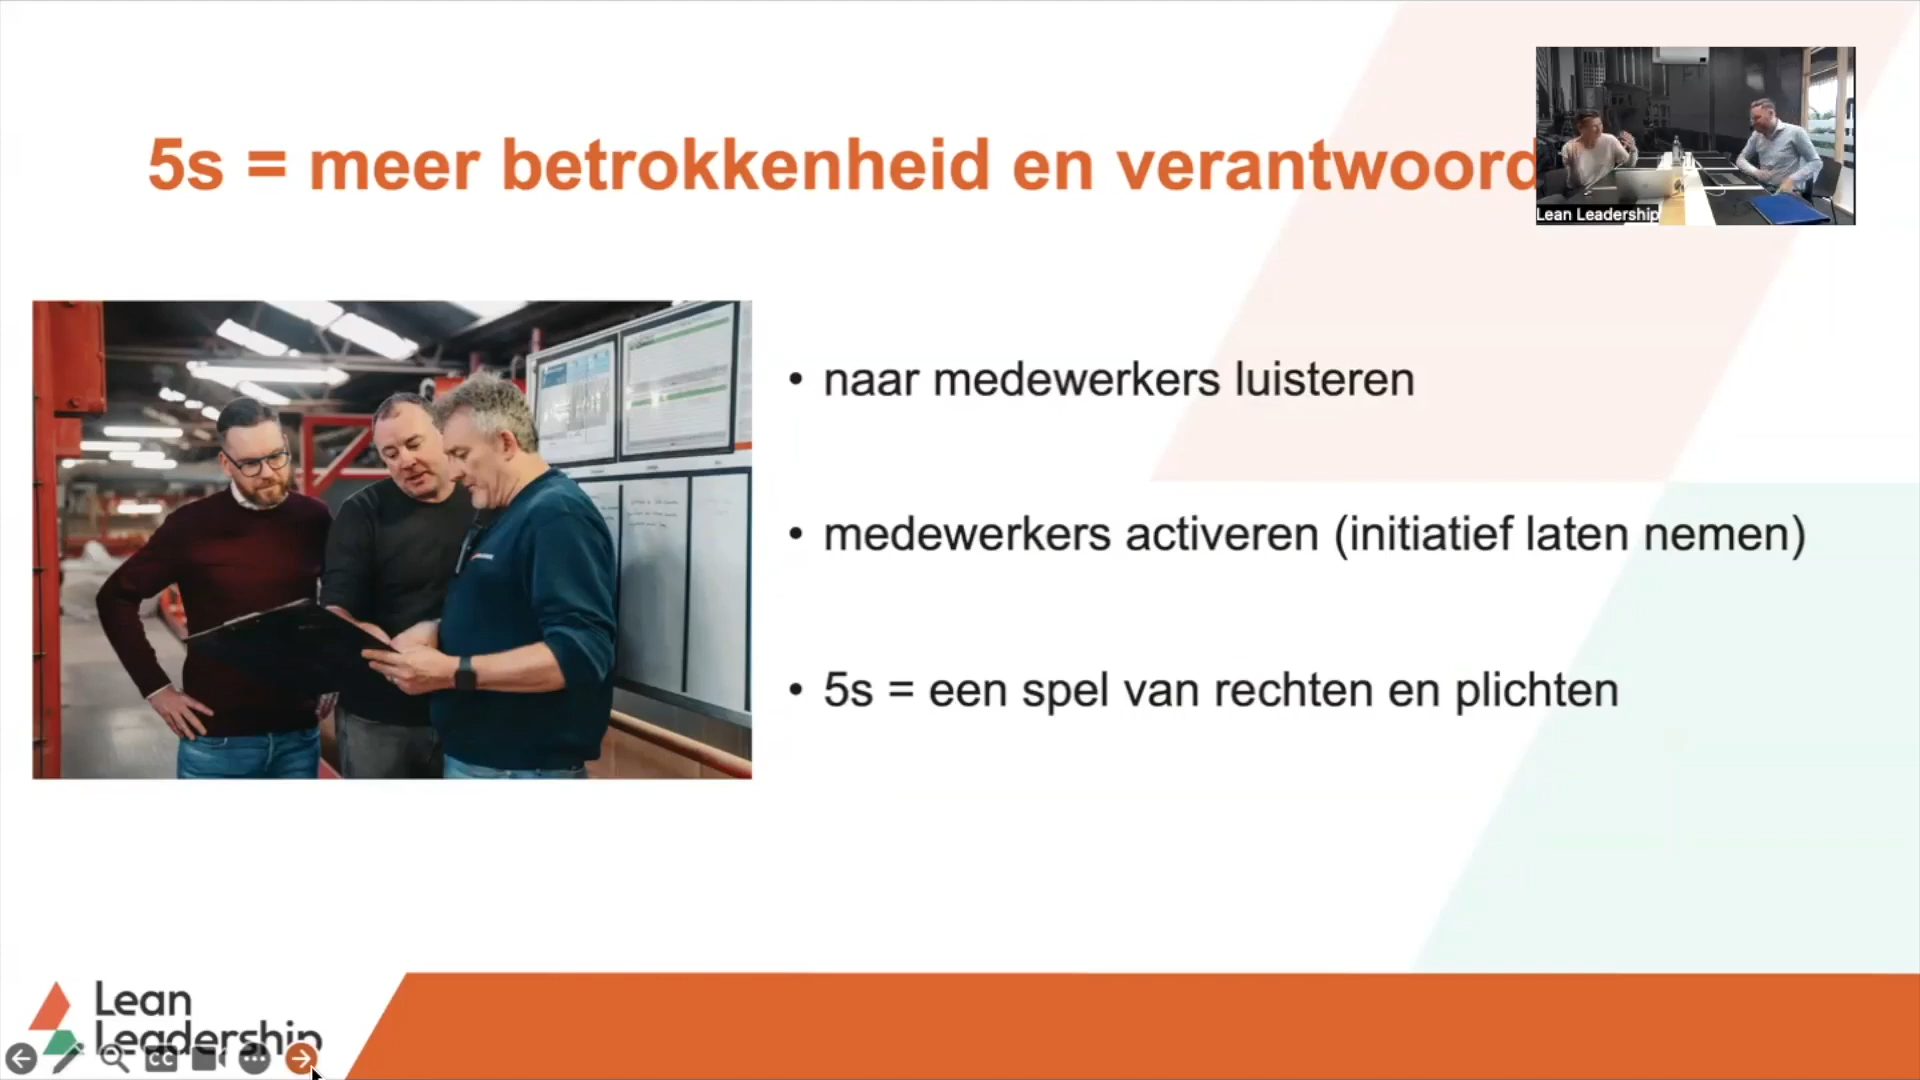 5s = meer betrokkenheid en verantwoord
Lean Leadership
naar medewerkers luisteren
medewerkers activeren (initiatief laten nemen)
5s = een spel van rechten en plichten
Lean
Leadership
CC